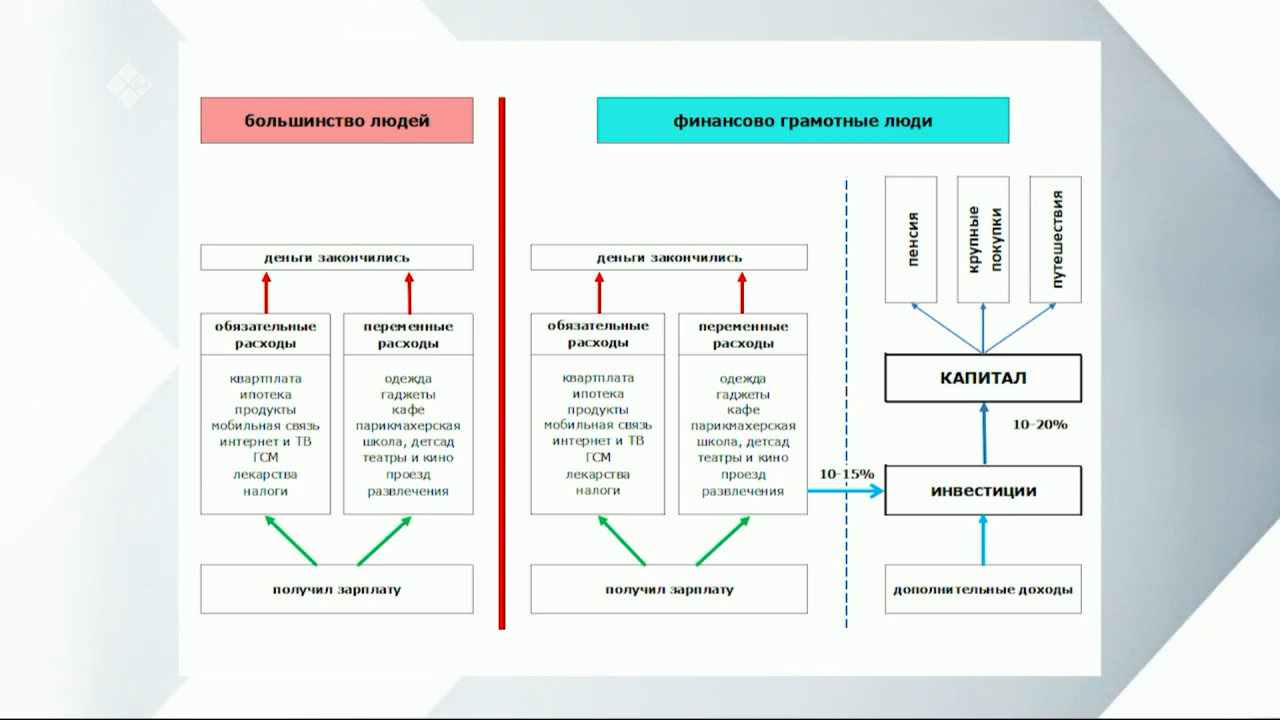 большинство людей
деньги закончились
обязательные
расходы
квартплата
ипотека
продукты
мобильная связь
интернет и ТВ
ГСМ
лекарства
налоги
переменные
расходы
одежда
гаджеты
кафе
парикмахерская
школа, детсад
театры и кино
проезд
развлечения
получил зарплату
финансово грамотные люди
деньги закончились
обязательные
расходы
квартплата
ипотека
продукты
мобильная связь
интернет и ТВ
ГСМ
лекарства
налоги
переменные
расходы
одежда
гаджеты
кафе
парикмахерская
школа, детсад
театры и кино
проезд
развлечения
получил зарплату
10-15%
пенсия
крупные
покупки
путешествия
КАПИТАЛ
10-20%
ИНВЕСТИЦИИ
дополнительные доходы